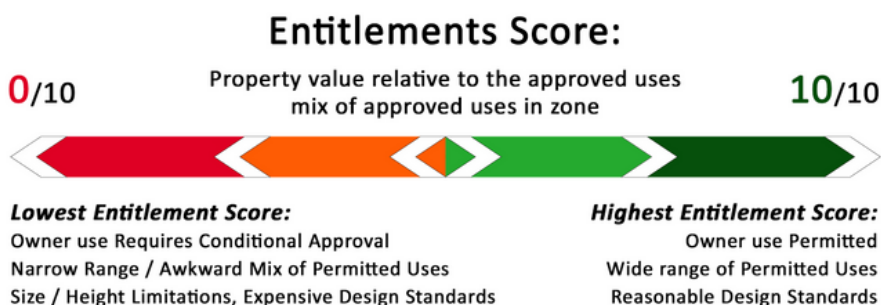 Entitlements Score:
0/10
Property value relative to the approved uses
mix of approved uses in zone
10/10
Lowest Entitlement Score:
Owner use Requires Conditional Approval
Narrow Range / Awkward Mix of Permitted Uses
Size / Height Limitations, Expensive Design Standards
Highest Entitlement Score:
Owner use Permitted
Wide range of Permitted Uses
Reasonable Design Standards